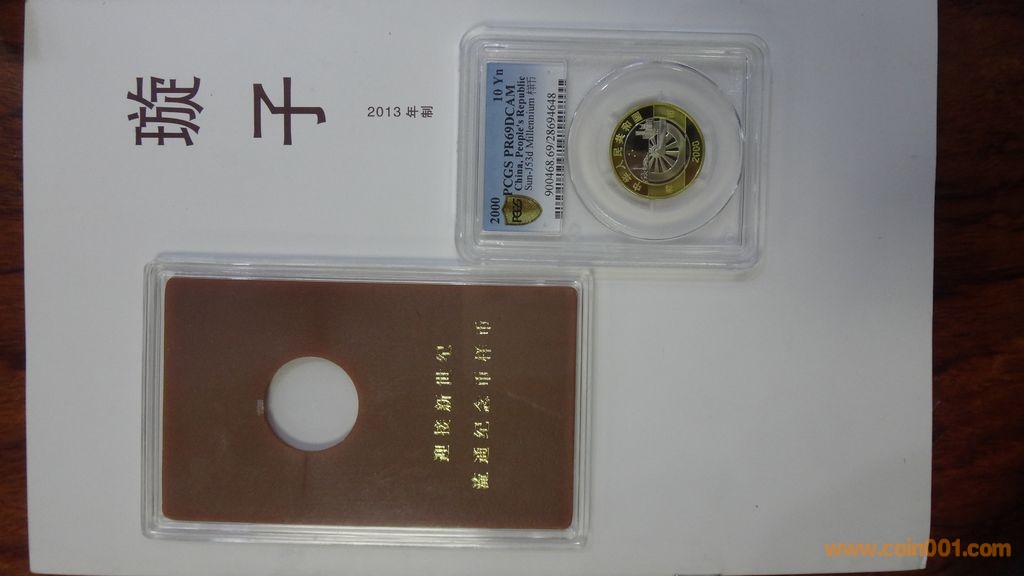 璇
子
2013 年制
2000 10 Yn
PCGS PR69DCAM
China, People's Republic
Sun-J53d Millennium 样币
900468.69/28694648
PCGS
中华人民共和国
2000
迎接新世纪
流通纪念币样币
www.coin001.com